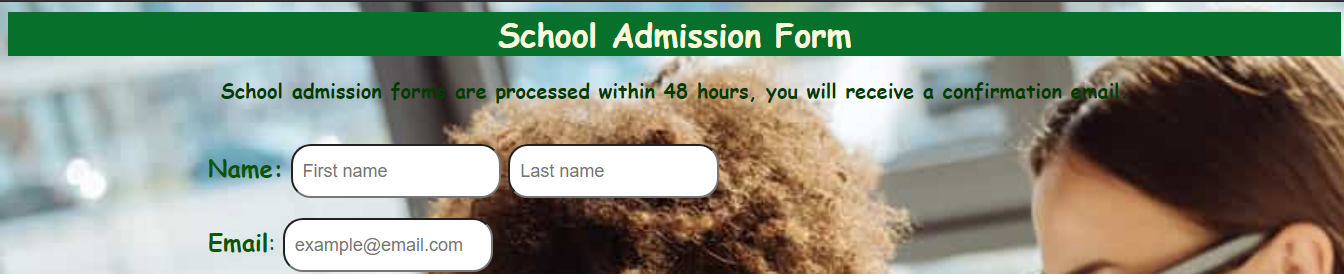 School Admission Form
School admission forms are processed within 48 hours, you will receive a confirmation email
Name: First name Last name
Email: example@email.com